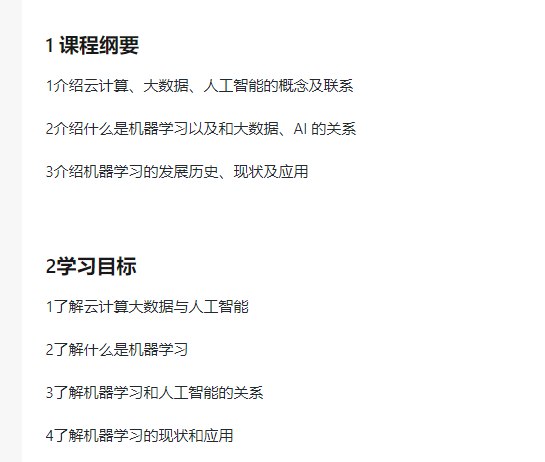 1 课程纲要
1介绍云计算、大数据、人工智能的概念及联系
2介绍什么是机器学习以及和大数据、AI 的关系
3介绍机器学习的发展历史、现状及应用
2学习目标
1了解云计算大数据与人工智能
2了解什么是机器学习
3了解机器学习和人工智能的关系
4了解机器学习的现状和应用